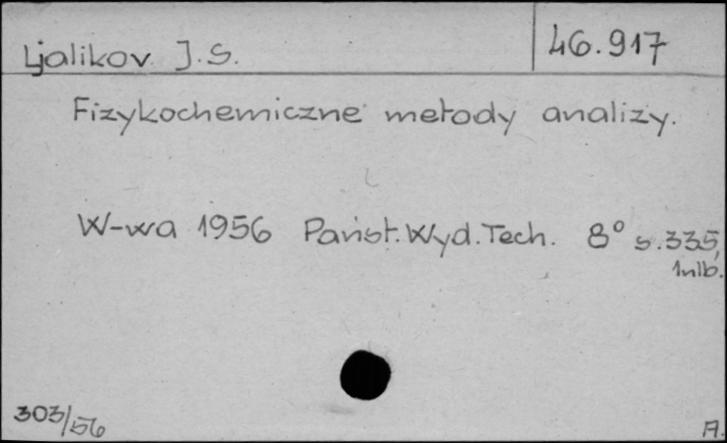 Ljalikov J.S. 46.917
Fizykochemiczne metody analizy.
W-wa 1956 Państ.Wyd.Tech. 8° s.335,
1nlb.
303/56 A.